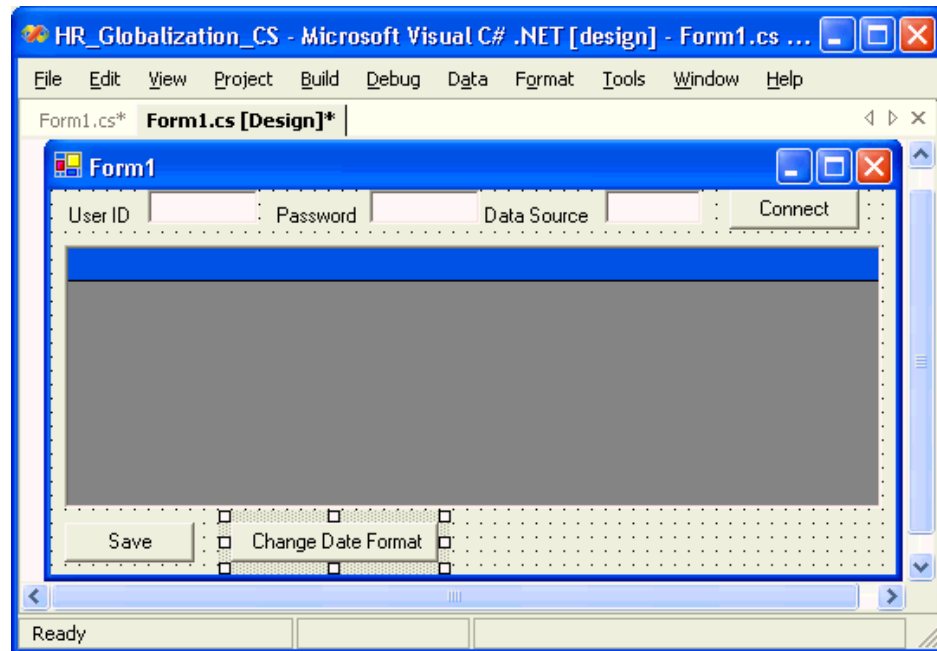 HR_Globalization_CS - Microsoft Visual C# .NET [design] - Form1.cs ...
File Edit View Project Build Debug Data Format Tools Window Help
Form1.cs* Form1.cs [Design]*
Form1
User ID Password Data Source Connect
Save Change Date Format
Ready